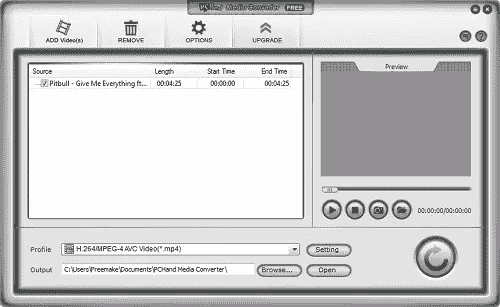 PCHand Media Converter FREE
ADD Video(s) REMOVE OPTIONS UPGRADE
Source Length Start Time End Time
Pitbull - Give Me Everything ft... 00:04:25 00:00:00 00:04:25
Preview
00:00:00/00:00:00
Profile H.264/MPEG-4 AVC Video(*.mp4) Setting
Output C:\Users\Freemake\Documents\PCHand Media Converter\ Browse... Open